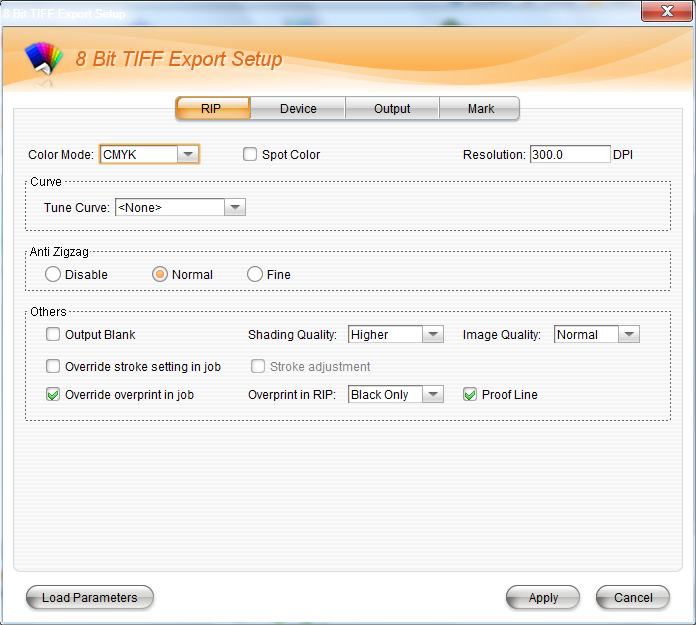 8 Bit TIFF Export Setup
8 Bit TIFF Export Setup
RIP Device Output Mark
Color Mode: CMYK Spot Color Resolution: 300.0 DPI
Curve
Tune Curve: <None>
Anti Zigzag
Disable Normal Fine
Others
Output Blank Shading Quality: Higher Image Quality: Normal
Override stroke setting in job Stroke adjustment
Override overprint in job Overprint in RIP: Black Only Proof Line
Load Parameters Apply Cancel